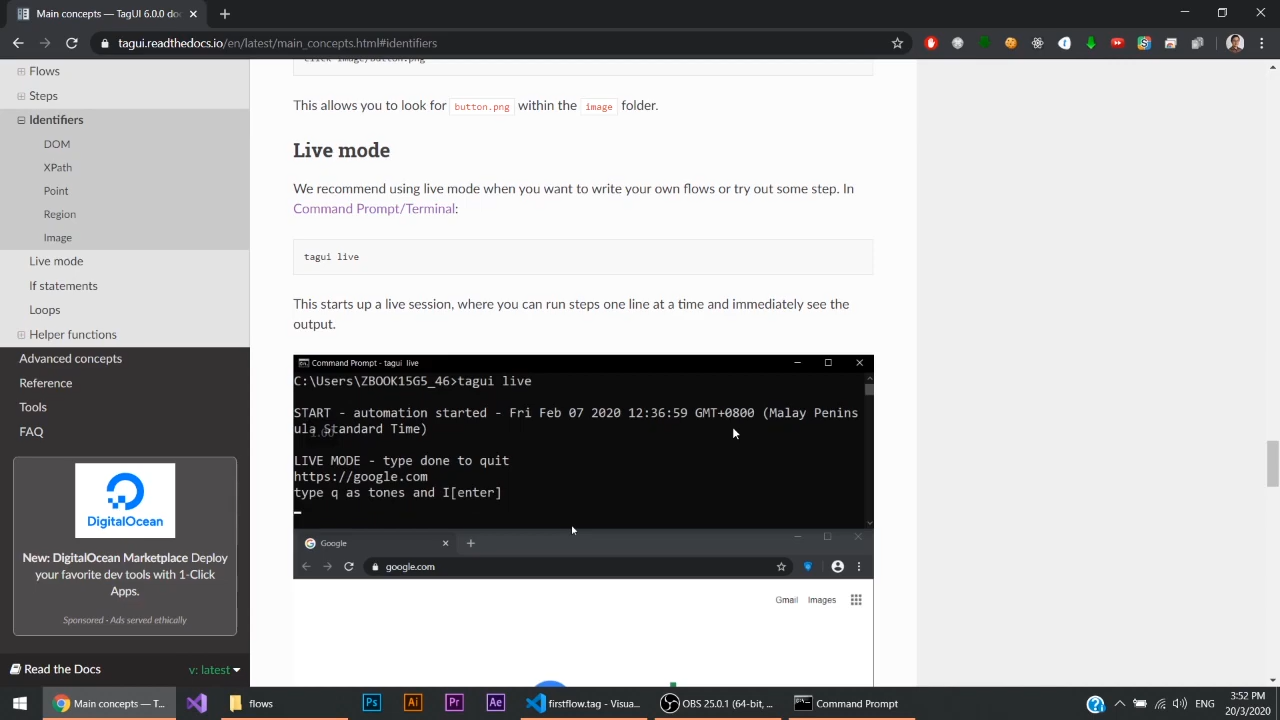 Main concepts — TagUI 6.0.0 do
tagui.readthedocs.io/en/latest/main_concepts.html#identifiers
Flows
Steps
Identifiers
DOM
XPath
Point
Region
Image
Live mode
If statements
Loops
Helper functions
Advanced concepts
Reference
Tools
FAQ
DigitalOcean
New: DigitalOcean Marketplace Deploy
your favorite dev tools with 1-Click
Apps.
Sponsored · Ads served ethically
Read the Docs
v: latest
click image/button.png
This allows you to look for button.png within the image folder.
Live mode
We recommend using live mode when you want to write your own flows or try out some step. In
Command Prompt/Terminal:
tagui live
This starts up a live session, where you can run steps one line at a time and immediately see the
output.
Command Prompt - tagui live
C:\Users\ZBOOK15G5_46>tagui live
START - automation started - Fri Feb 07 2020 12:36:59 GMT+0800 (Malay Penins
ula Standard Time)
LIVE MODE - type done to quit
https://google.com
type q as tones and I[enter]
Google
google.com
Gmail
Images
Main concepts — T...
flows
Ps
Ai
Pr
Ae
firstflow.tag - Visua...
OBS 25.0.1 (64-bit, ...
Command Prompt
ENG
3:52 PM
20/3/2020